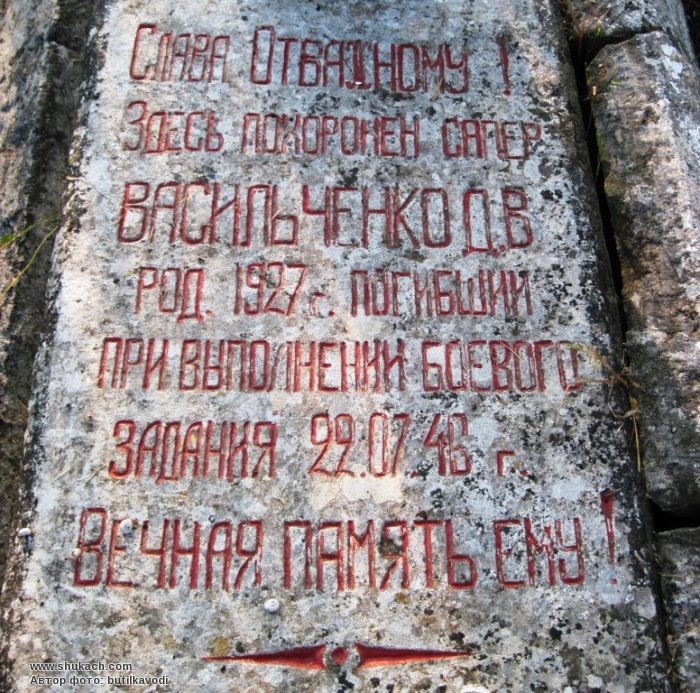 Слава Отважному !
Здесь похоронен сапер
ВАСИЛЬЧЕНКО Д.В
РОД. 1927 г. ПОГИБШИЙ
ПРИ ВЫПОЛНЕНИИ БОЕВОГО
ЗАДАНИЯ 22.07.46 г.
ВЕЧНАЯ ПАМЯТЬ ЕМУ !
www.shukach.com
Автор фото: butilkavodi